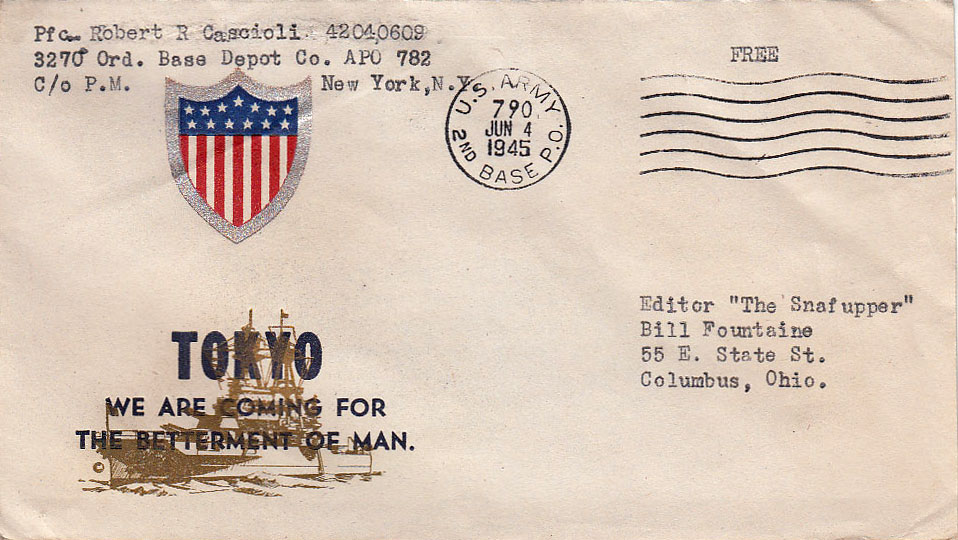 Pfc. Robert R Cascioli 42040609
3270 Ord. Base Depot Co. APO 782
C/o P.M. New York,N.Y.
FREE
U.S. ARMY
790
JUN 4
1945
2ND BASE P.O.
Editor "The Snafupper"
Bill Fountaine
55 E. State St.
Columbus, Ohio.
TOKYO
WE ARE COMING FOR
THE BETTERMENT OF MAN.
©